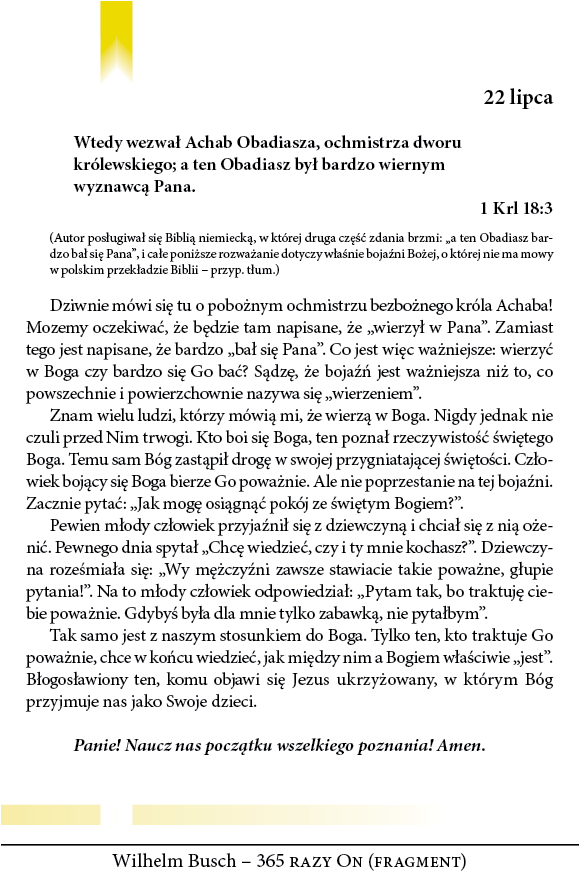 22 lipca
Wtedy wezwał Achab Obadiasza, ochmistrza dworu
królewskiego; a ten Obadiasz był bardzo wiernym
wyznawcą Pana.
1 Krl 18:3
(Autor posługiwał się Biblią niemiecką, w której druga część zdania brzmi: „a ten Obadiasz bar-
dzo bał się Pana”, i całe poniższe rozważanie dotyczy właśnie bojaźni Bożej, o której nie ma mowy
w polskim przekładzie Biblii – przyp. tłum.)
Dziwnie mówi się tu o pobożnym ochmistrzu bezbożnego króla Achaba!
Mozemy oczekiwać, że będzie tam napisane, że „wierzył w Pana”. Zamiast
tego jest napisane, że bardzo „bał się Pana”. Co jest więc ważniejsze: wierzyć
w Boga czy bardzo się Go bać? Sądzę, że bojaźń jest ważniejsza niż to, co
powszechnie i powierzchownie nazywa się „wierzeniem”.
Znam wielu ludzi, którzy mówią mi, że wierzą w Boga. Nigdy jednak nie
czuli przed Nim trwogi. Kto boi się Boga, ten poznał rzeczywistość świętego
Boga. Temu sam Bóg zastąpił drogę w swojej przygniatającej świętości. Czło-
wiek bojący się Boga bierze Go poważnie. Ale nie poprzestanie na tej bojaźni.
Zacznie pytać: „Jak mogę osiągnąć pokój ze świętym Bogiem?”.
Pewien młody człowiek przyjaźnił się z dziewczyną i chciał się z nią oże-
nić. Pewnego dnia spytał „Chcę wiedzieć, czy i ty mnie kochasz?”. Dziewczy-
na roześmiała się: „Wy mężczyźni zawsze stawiacie takie poważne, głupie
pytania!”. Na to młody człowiek odpowiedział: „Pytam tak, bo traktuję cie-
bie poważnie. Gdybyś była dla mnie tylko zabawką, nie pytałbym”.
Tak samo jest z naszym stosunkiem do Boga. Tylko ten, kto traktuje Go
poważnie, chce w końcu wiedzieć, jak między nim a Bogiem właściwie „jest”.
Błogosławiony ten, komu objawi się Jezus ukrzyżowany, w którym Bóg
przyjmuje nas jako Swoje dzieci.
Panie! Naucz nas początku wszelkiego poznania! Amen.
Wilhelm Busch – 365 razy On (fragment)